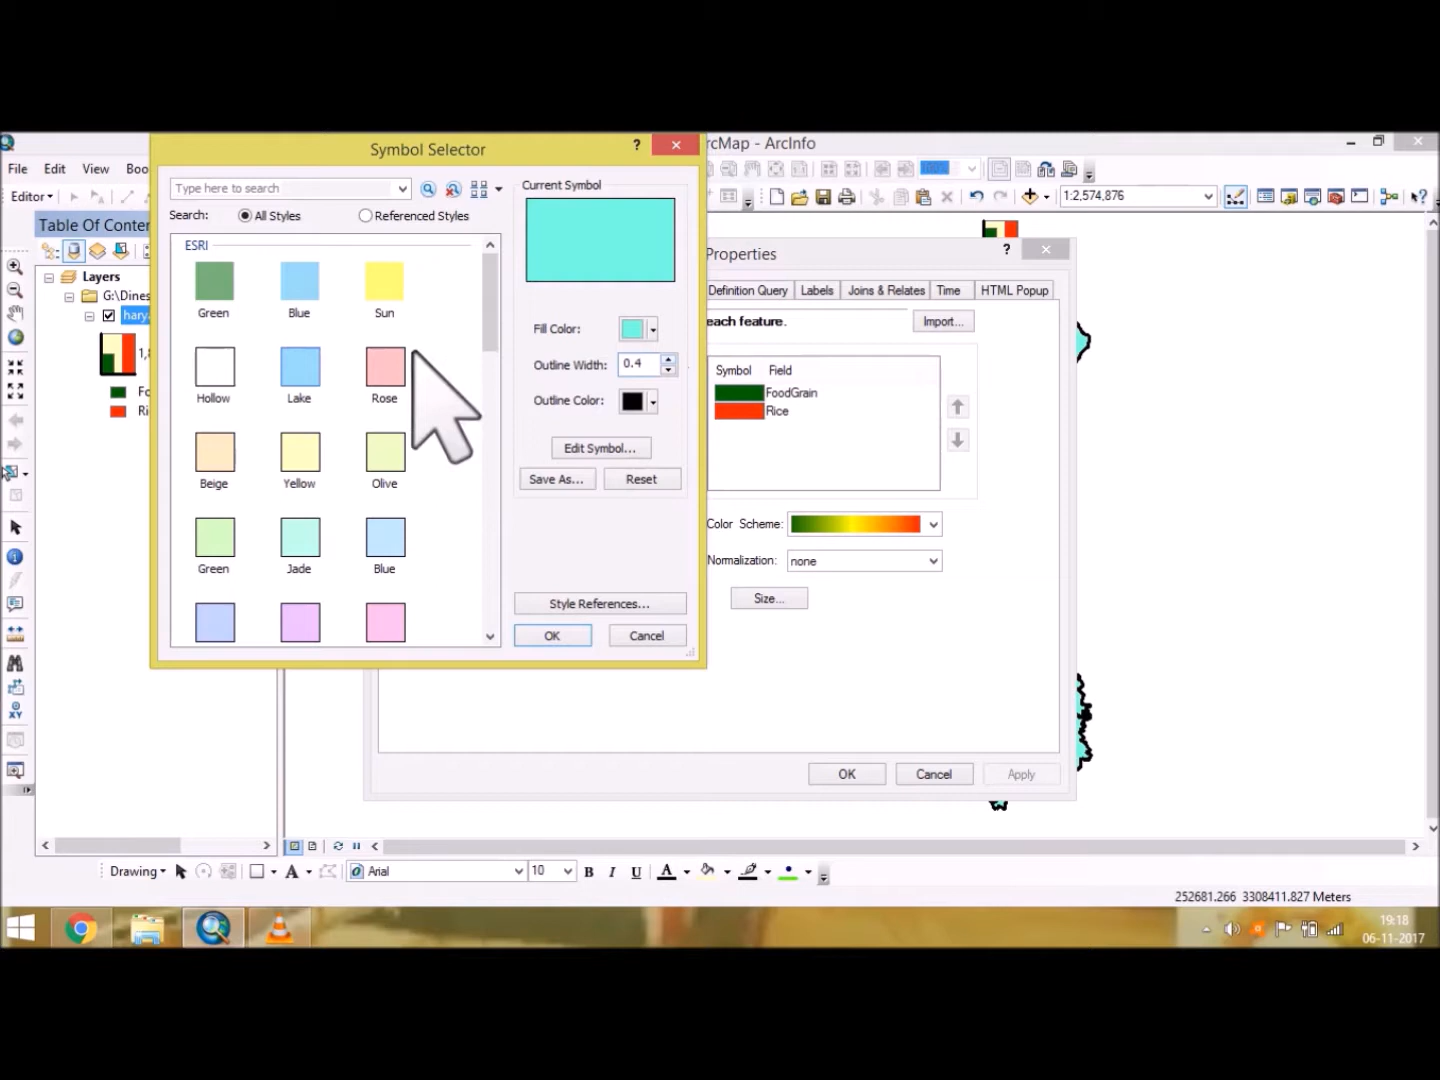 Symbol Selector
?
rcMap - ArcInfo
File Edit View Boo
Type here to search
Current Symbol
Editor
1:2,574,876
Search: All Styles Referenced Styles
Table Of Conter
ESRI
Properties
?
Layers
G:\Dines
hary
Green Blue Sun
Definition Query Labels Joins & Relates Time HTML Popup
Fill Color:
each feature.
Import...
Outline Width: 0.4
Symbol Field
Hollow Lake Rose
FoodGrain
Outline Color:
Rice
Fo
Ri
Edit Symbol...
Save As... Reset
Beige Yellow Olive
Color Scheme:
Normalization: none
Green Jade Blue
Size...
Style References...
OK Cancel
XY
OK Cancel Apply
Drawing A Arial 10 B I U A
252681.266 3308411.827 Meters
19:18
06-11-2017